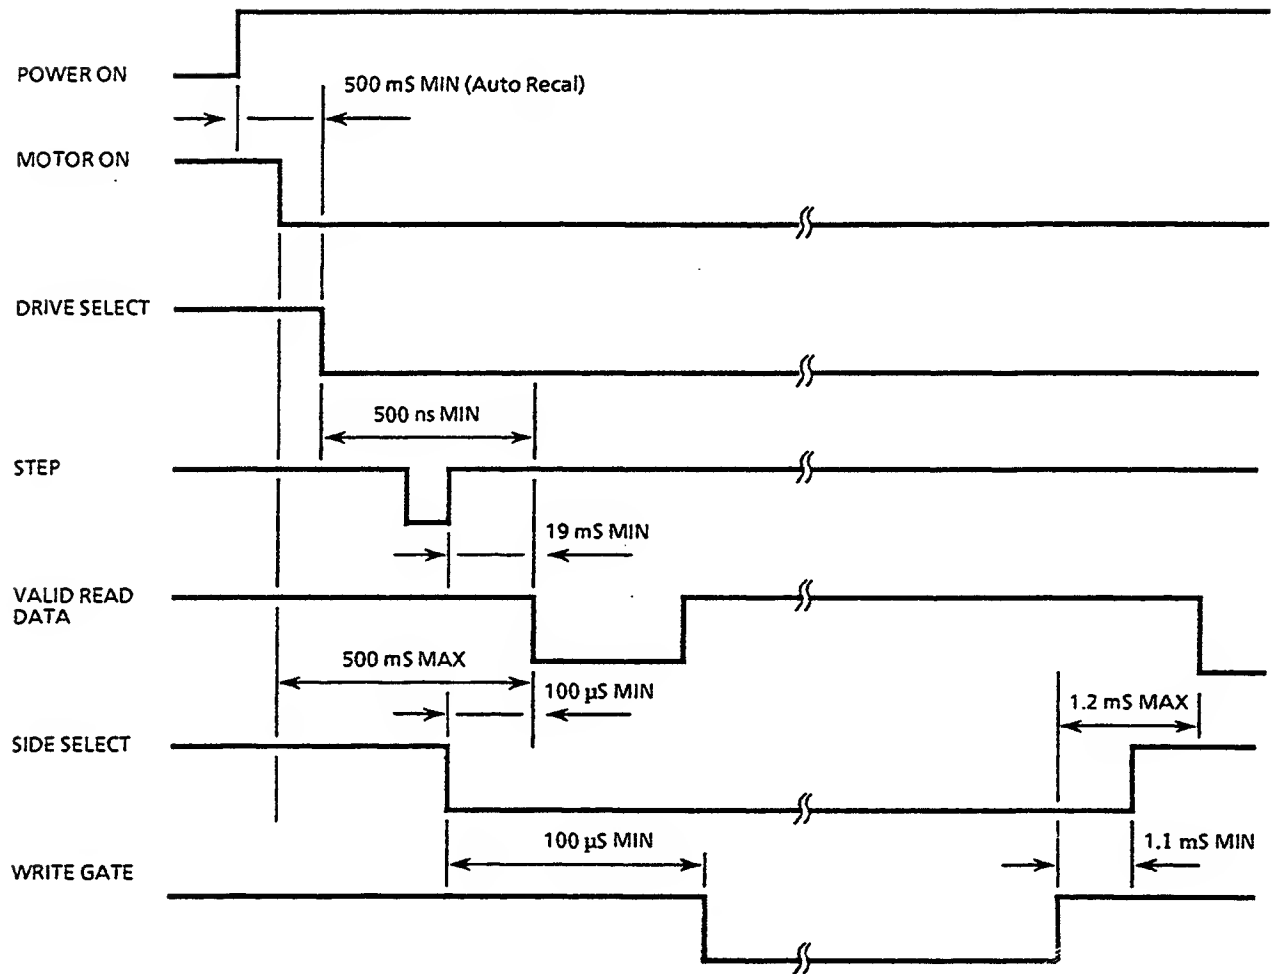 POWER ON
500 mS MIN (Auto Recal)
MOTOR ON
DRIVE SELECT
500 ns MIN
STEP
19 mS MIN
VALID READ
DATA
500 mS MAX
100 µS MIN
1.2 mS MAX
SIDE SELECT
100 µS MIN
1.1 mS MIN
WRITE GATE